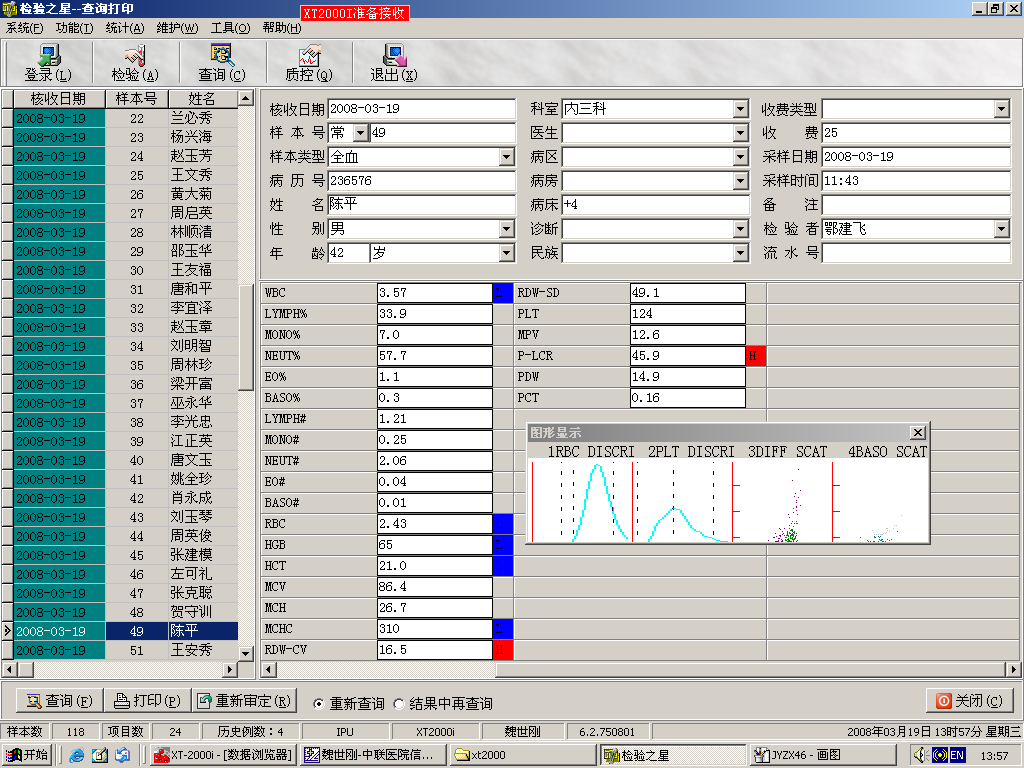 检验之星--查询打印
XT2000I准备接收
系统(F) 功能(T) 统计(A) 维护(W) 工具(O) 帮助(H)
登录(L) 检验(A) 查询(C) 质控(Q) 退出(X)
核收日期 样本号 姓名
2008-03-19 22 兰必秀
2008-03-19 23 杨兴海
2008-03-19 24 赵玉芳
2008-03-19 25 王文秀
2008-03-19 26 黄大菊
2008-03-19 27 周启英
2008-03-19 28 林顺清
2008-03-19 29 邵玉华
2008-03-19 30 王友福
2008-03-19 31 唐和平
2008-03-19 32 李宜泽
2008-03-19 33 赵玉章
2008-03-19 34 刘明智
2008-03-19 35 周林珍
2008-03-19 36 梁开富
2008-03-19 37 巫永华
2008-03-19 38 李光忠
2008-03-19 39 江正英
2008-03-19 40 唐文玉
2008-03-19 41 姚全珍
2008-03-19 42 肖永成
2008-03-19 43 刘玉琴
2008-03-19 44 周英俊
2008-03-19 45 张建模
2008-03-19 46 左可礼
2008-03-19 47 张克聪
2008-03-19 48 贺守训
2008-03-19 49 陈平
2008-03-19 51 王安秀
核收日期 2008-03-19 科室 内三科 收费类型
样本号 常 49 医生 收费 25
样本类型 全血 病区 采样日期 2008-03-19
病历号 236576 病房 采样时间 11:43
姓名 陈平 病床 +4 备注
性别 男 诊断 检验者 鄂建飞
年龄 42 岁 民族 流水号
WBC 3.57 L RDW-SD 49.1
LYMPH% 33.9 PLT 124
MONO% 7.0 MPV 12.6
NEUT% 57.7 P-LCR 45.9 H
EO% 1.1 PDW 14.9
BASO% 0.3 PCT 0.16
LYMPH# 1.21
MONO# 0.25
NEUT# 2.06
EO# 0.04
BASO# 0.01
RBC 2.43 L
HGB 65 L
HCT 21.0 L
MCV 86.4
MCH 26.7
MCHC 310 L
RDW-CV 16.5 H
图形显示
1RBC DISCRI 2PLT DISCRI 3DIFF SCAT 4BASO SCAT
查询(F) 打印(P) 重新审定(R) 重新查询 结果中再查询 关闭(C)
样本数 118 项目数 24 历史例数：4 IPU XT2000i 魏世刚 6.2.750801 2008年03月19日 13时57分 星期三
开始 XT-2000i - [数据浏览器] 魏世刚-中联医院信... xt2000 检验之星 JYZX46 - 画图 EN 13:57